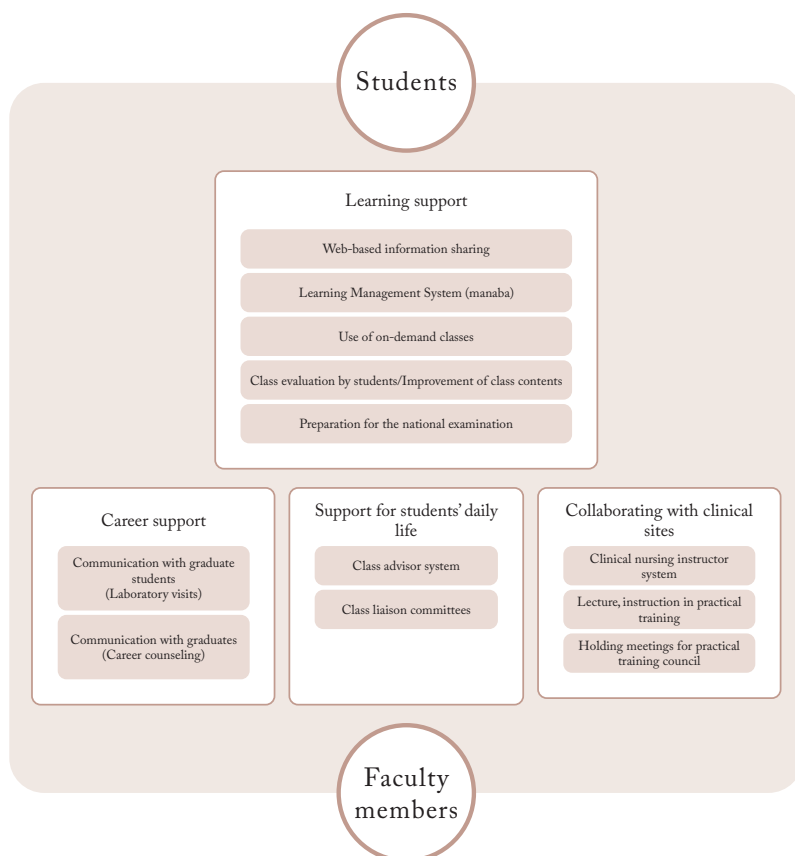 Students
Learning support
Web-based information sharing
Learning Management System (manaba)
Use of on-demand classes
Class evaluation by students/Improvement of class contents
Preparation for the national examination
Career support
Communication with graduate
students
(Laboratory visits)
Communication with graduates
(Career counseling)
Support for students’ daily
life
Class advisor system
Class liaison committees
Collaborating with clinical
sites
Clinical nursing instructor
system
Lecture, instruction in practical
training
Holding meetings for practical
training council
Faculty
members